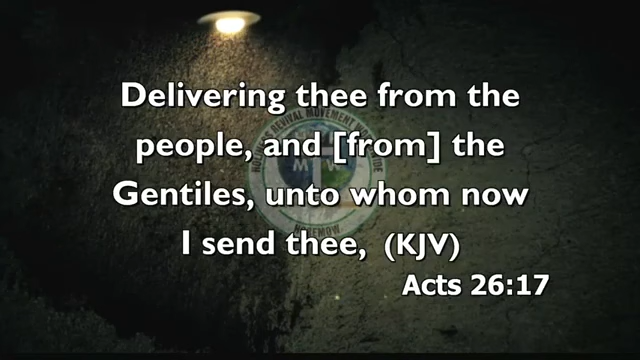 Delivering thee from the
people, and [from] the
Gentiles, unto whom now
I send thee, (KJV)
Acts 26:17